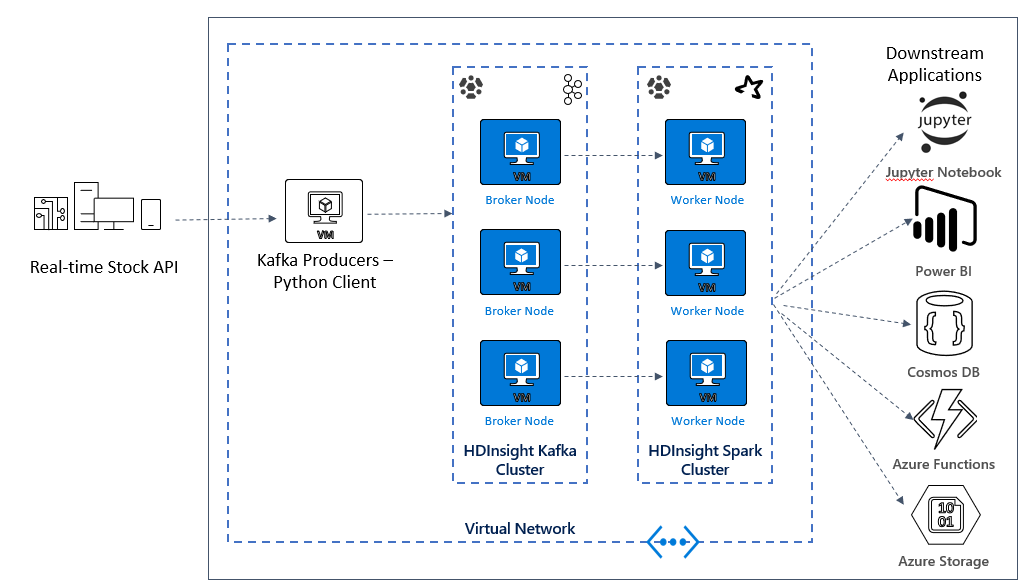 Downstream
Applications
jupyter
Jupyter Notebook
Power BI
Cosmos DB
Azure Functions
10
01
Azure Storage
Real-time Stock API
VM
Kafka Producers –
Python Client
VM
Broker Node
VM
Broker Node
VM
Broker Node
HDInsight Kafka
Cluster
VM
Worker Node
VM
Worker Node
VM
Worker Node
HDInsight Spark
Cluster
Virtual Network